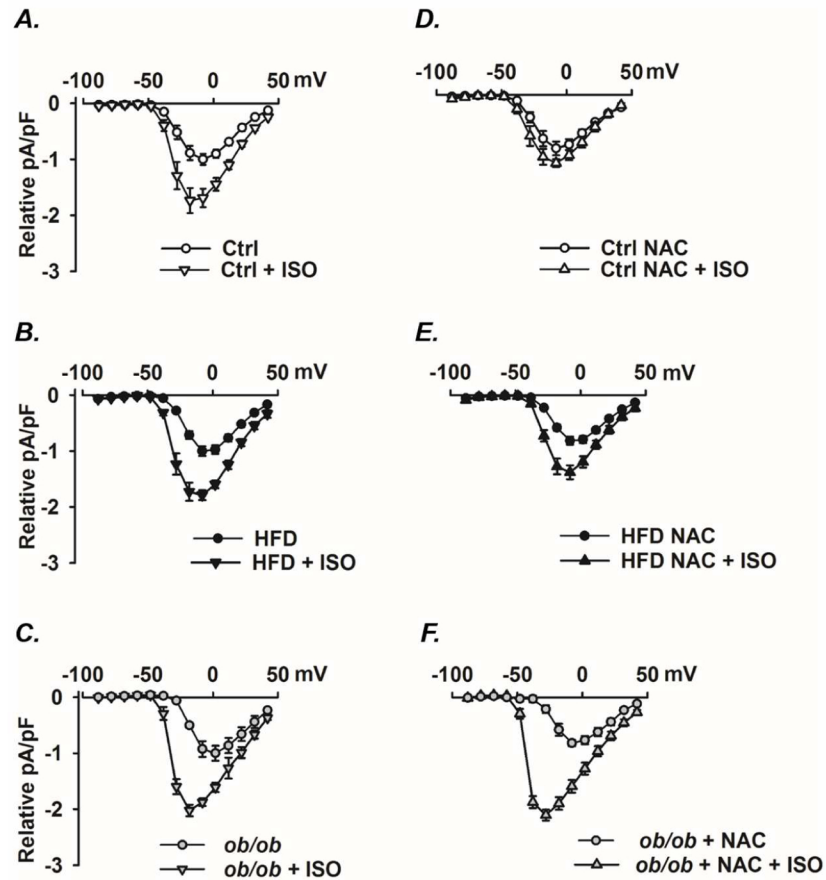 A.
-100 -50 0 50 mV
0
-1
-2
-3
Relative pA/pF
Ctrl
Ctrl + ISO
D.
-100 -50 0 50 mV
Ctrl NAC
Ctrl NAC + ISO
B.
-100 -50 0 50 mV
0
-1
-2
-3
Relative pA/pF
HFD
HFD + ISO
E.
-100 -50 0 50 mV
HFD NAC
HFD NAC + ISO
C.
-100 -50 0 50 mV
0
-1
-2
-3
Relative pA/pF
ob/ob
ob/ob + ISO
F.
-100 -50 0 50 mV
ob/ob + NAC
ob/ob + NAC + ISO